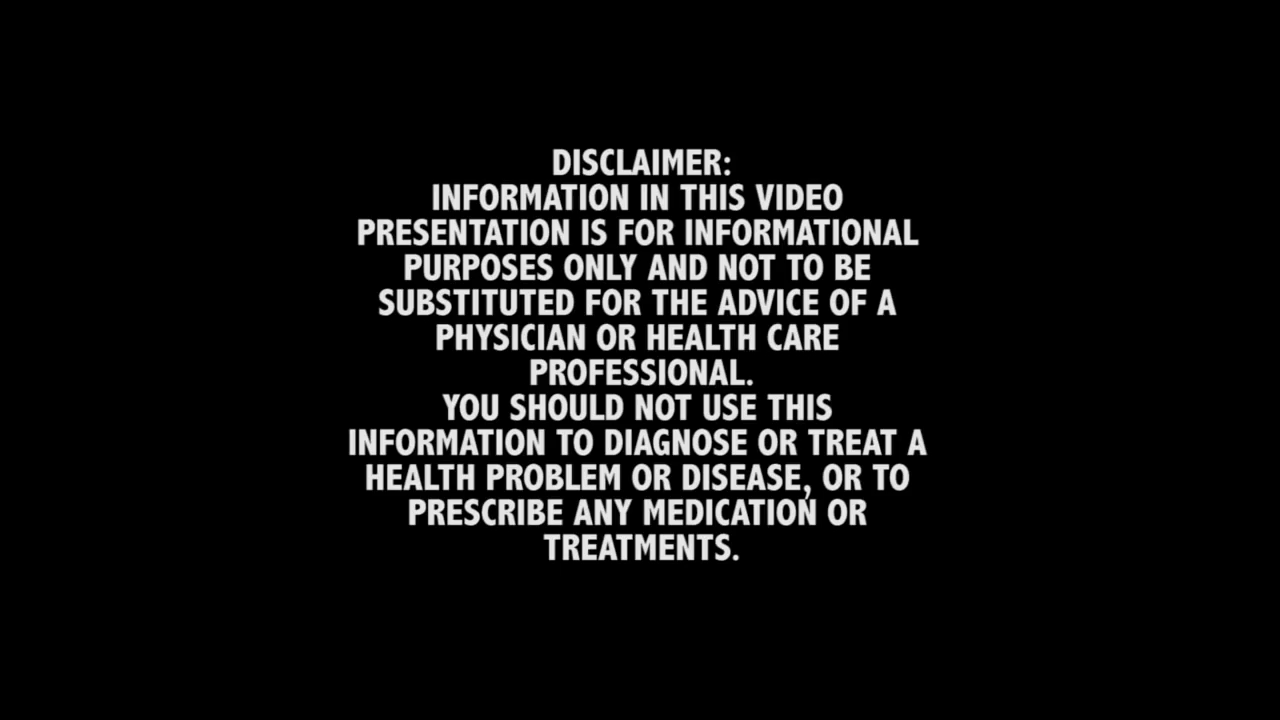 DISCLAIMER:
INFORMATION IN THIS VIDEO
PRESENTATION IS FOR INFORMATIONAL
PURPOSES ONLY AND NOT TO BE
SUBSTITUTED FOR THE ADVICE OF A
PHYSICIAN OR HEALTH CARE
PROFESSIONAL.
YOU SHOULD NOT USE THIS
INFORMATION TO DIAGNOSE OR TREAT A
HEALTH PROBLEM OR DISEASE, OR TO
PRESCRIBE ANY MEDICATION OR
TREATMENTS.